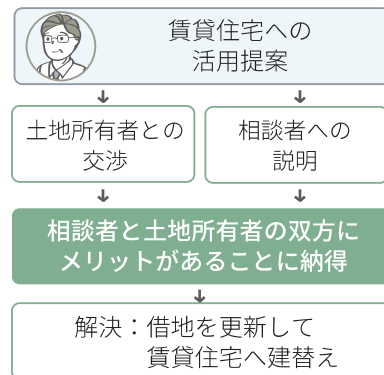 賃貸住宅への
活用提案
土地所有者との
交渉
相談者への
説明
相談者と土地所有者の双方に
メリットがあることに納得
解決：借地を更新して
賃貸住宅へ建替え